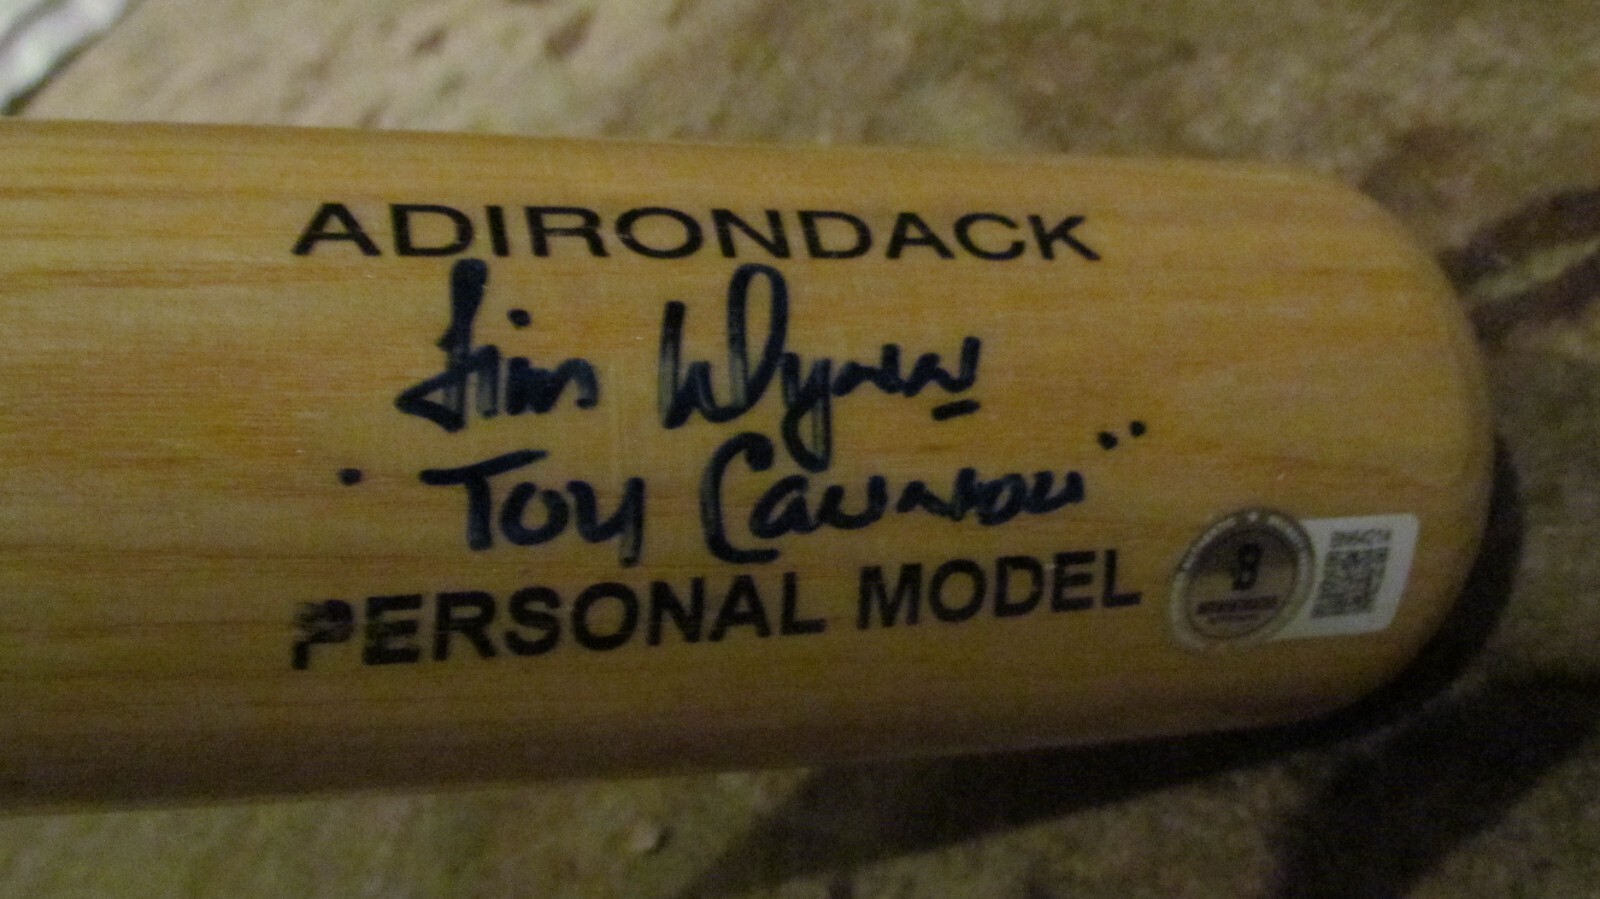 ADIRONDACK
Jim Wynn
"Toy Cannon"
PERSONAL MODEL